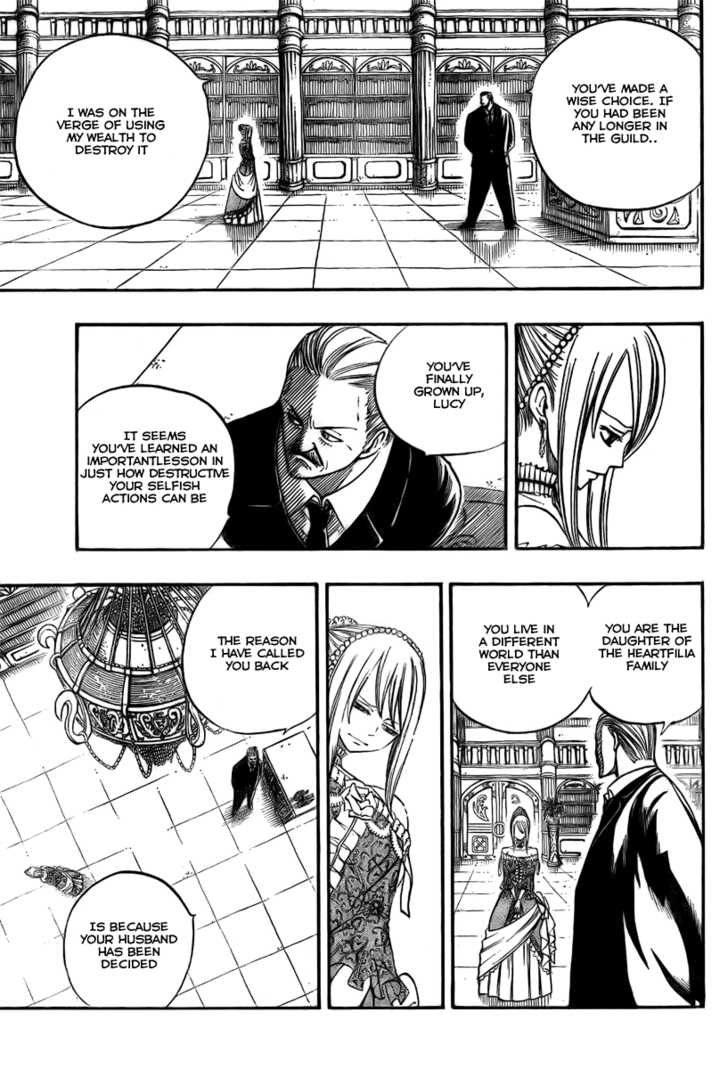 YOU'VE MADE A
WISE CHOICE. IF
YOU HAD BEEN
ANY LONGER IN
THE GUILD..
I WAS ON THE
VERGE OF USING
MY WEALTH TO
DESTROY IT
YOU'VE
FINALLY
GROWN UP,
LUCY
IT SEEMS
YOU'VE LEARNED AN
IMPORTANTLESSON IN
JUST HOW DESTRUCTIVE
YOUR SELFISH
ACTIONS CAN BE
YOU ARE THE
DAUGHTER OF
THE HEARTFILIA
FAMILY
YOU LIVE IN
A DIFFERENT
WORLD THAN
EVERYONE
ELSE
THE REASON
I HAVE CALLED
YOU BACK
IS BECAUSE
YOUR HUSBAND
HAS BEEN
DECIDED